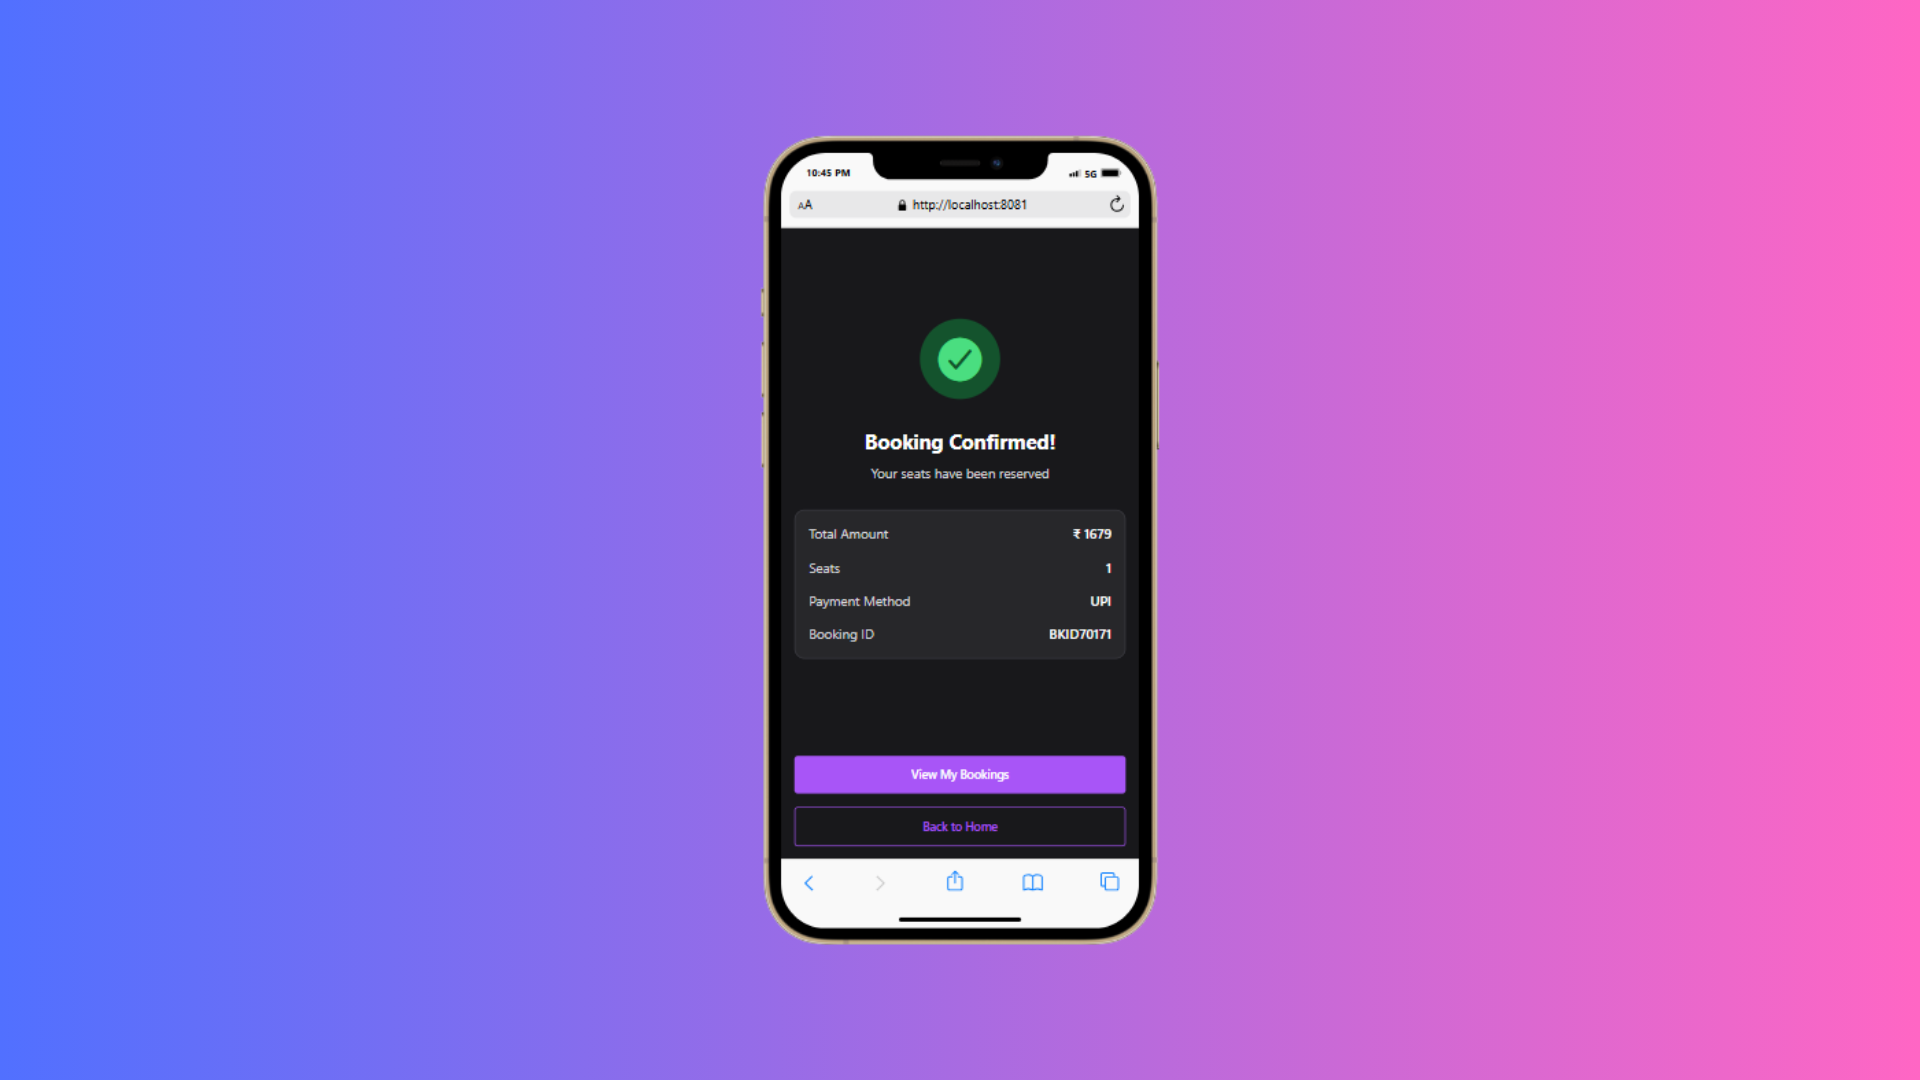 10:45 PM 5G
AA http://localhost:8081
Booking Confirmed!
Your seats have been reserved
Total Amount ₹ 1679
Seats 1
Payment Method UPI
Booking ID BKID70171
View My Bookings
Back to Home